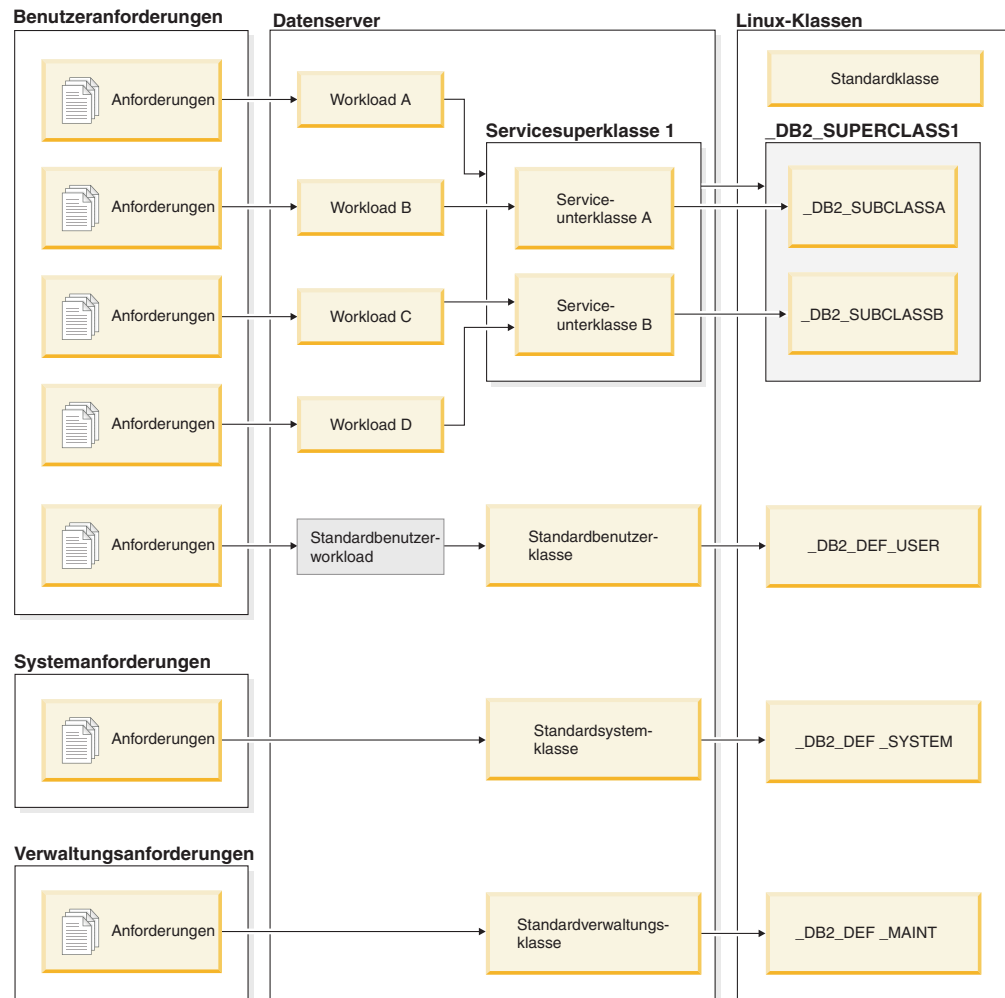 Benutzeranforderungen
Datenserver
Linux-Klassen
Anforderungen
Workload A
Standardklasse
Servicesuperklasse 1
_DB2_SUPERCLASS1
Anforderungen
Workload B
Service-
unterklasse A
_DB2_SUBCLASSA
Anforderungen
Workload C
Service-
unterklasse B
_DB2_SUBCLASSB
Anforderungen
Workload D
Anforderungen
Standardbenutzer-
workload
Standardbenutzer-
klasse
_DB2_DEF_USER
Systemanforderungen
Anforderungen
Standardsystem-
klasse
_DB2_DEF _SYSTEM
Verwaltungsanforderungen
Anforderungen
Standardverwaltungs-
klasse
_DB2_DEF _MAINT